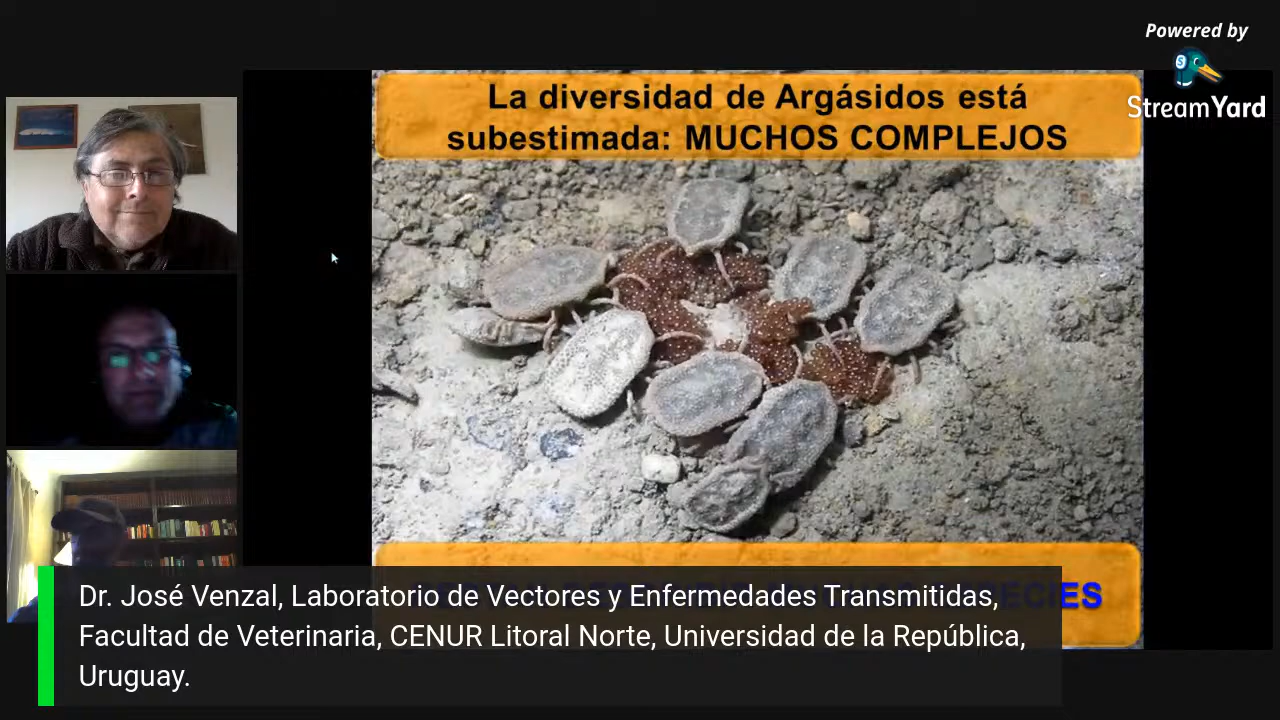 Powered by
StreamYard
La diversidad de Argásidos está
subestimada: MUCHOS COMPLEJOS
Dr. José Venzal, Laboratorio de Vectores y Enfermedades Transmitidas,
Facultad de Veterinaria, CENUR Litoral Norte, Universidad de la República,
Uruguay.